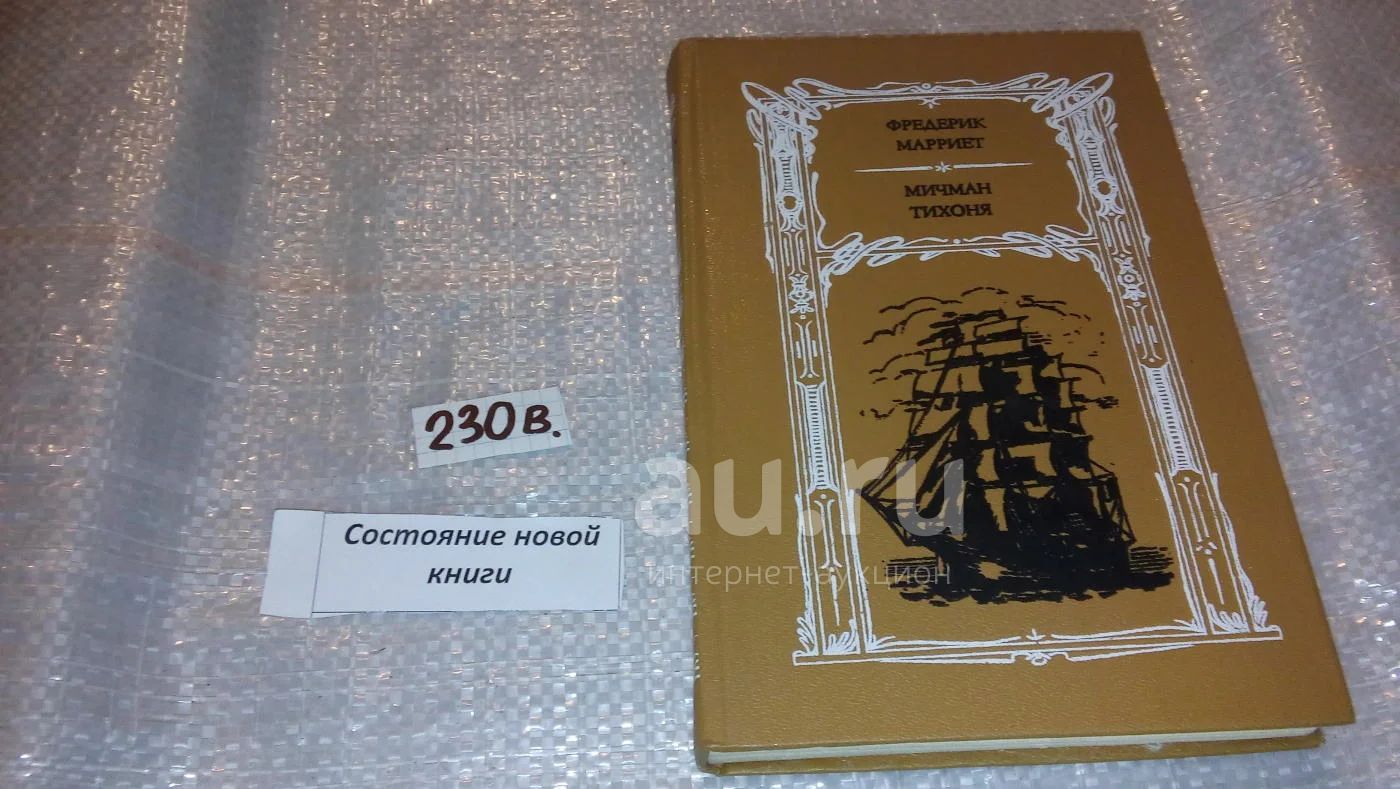 ФРЕДЕРИК
МАРРИЕТ
МИЧМАН
ТИХОНЯ
230 в.
Состояние новой
книги
au.ru
интернет-аукцион